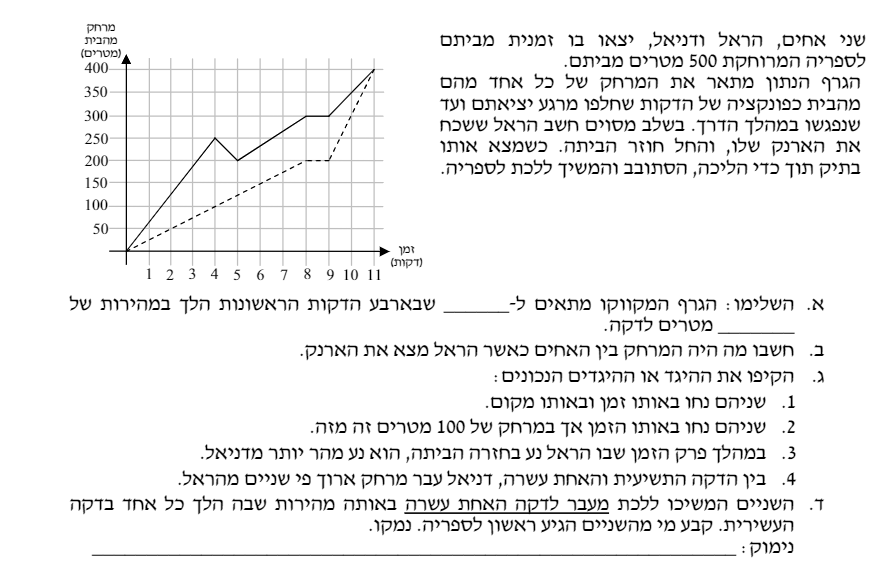 שני אחים, הראל ודניאל, יצאו בו זמנית מביתם
לספריה המרוחקת 500 מטרים מביתם.
הגרף הנתון מתאר את המרחק של כל אחד מהם
מהבית כפונקציה של הדקות שחלפו מרגע יציאתם ועד
שנפגשו במהלך הדרך. בשלב מסוים חשב הראל ששכח
את הארנק שלו, והחל חוזר הביתה. כשמצא אותו
בתיק תוך כדי הליכה, הסתובב והמשיך ללכת לספריה.
מרחק
מהבית
(מטרים)
400
350
300
250
200
150
100
50
1 2 3 4 5 6 7 8 9 10 11
זמן
(דקות)
א. השלימו: הגרף המקווקו מתאים ל-_______ שבארבע הדקות הראשונות הלך במהירות של
________ מטרים לדקה.
ב. חשבו מה היה המרחק בין האחים כאשר הראל מצא את הארנק.
ג. הקיפו את ההיגד או ההיגדים הנכונים:
1. שניהם נחו באותו זמן ובאותו מקום.
2. שניהם נחו באותו הזמן אך במרחק של 100 מטרים זה מזה.
3. במהלך פרק הזמן שבו הראל נע בחזרה הביתה, הוא נע מהר יותר מדניאל.
4. בין הדקה התשיעית והאחת עשרה, דניאל עבר מרחק ארוך פי שניים מהראל.
ד. השניים המשיכו ללכת מעבר לדקה האחת עשרה באותה מהירות שבה הלך כל אחד בדקה
העשירית. קבע מי מהשניים הגיע ראשון לספריה. נמקו.
נימוק: ________________________________________